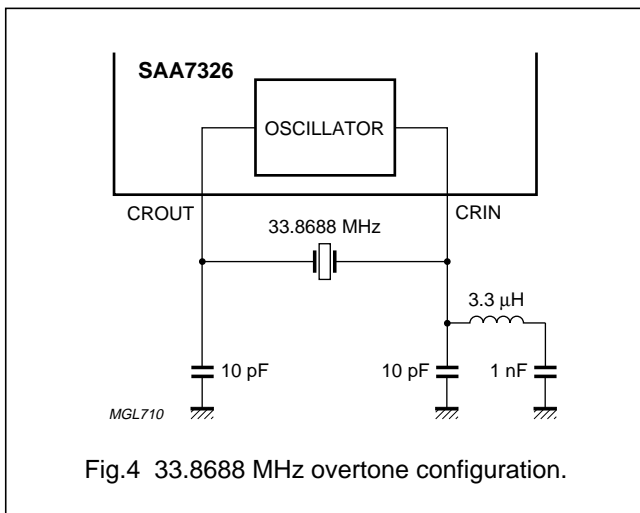 SAA7326
OSCILLATOR
CROUT
CRIN
33.8688 MHz
3.3 µH
10 pF
10 pF
1 nF
MGL710
Fig.4 33.8688 MHz overtone configuration.